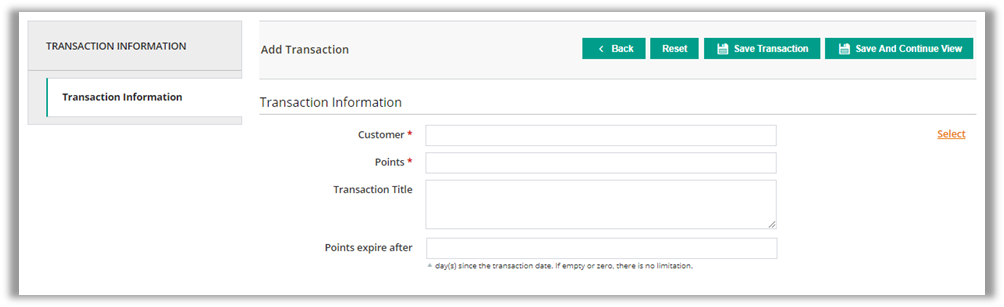 TRANSACTION INFORMATION
Transaction Information
Add Transaction
Back
Reset
Save Transaction
Save And Continue View
Transaction Information
Customer *
Select
Points *
Transaction Title
Points expire after
day(s) since the transaction date. If empty or zero, there is no limitation.